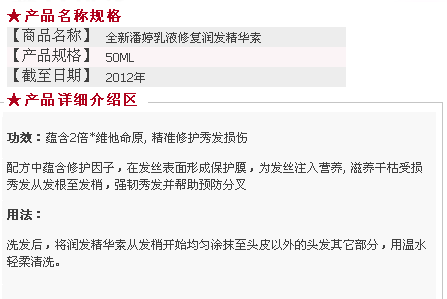 ★产品名称规格
【商品名称】 全新潘婷乳液修复润发精华素
【产品规格】 50ML
【截至日期】 2012年
★产品详细介绍区
功效：蕴含2倍*维他命原, 精准修护秀发损伤
配方中蕴含修护因子，在发丝表面形成保护膜，为发丝注入营养, 滋养干枯受损
秀发从发根至发梢，强韧秀发并帮助预防分叉
用法：
洗发后，将润发精华素从发梢开始均匀涂抹至头皮以外的头发其它部分，用温水
轻柔清洗。